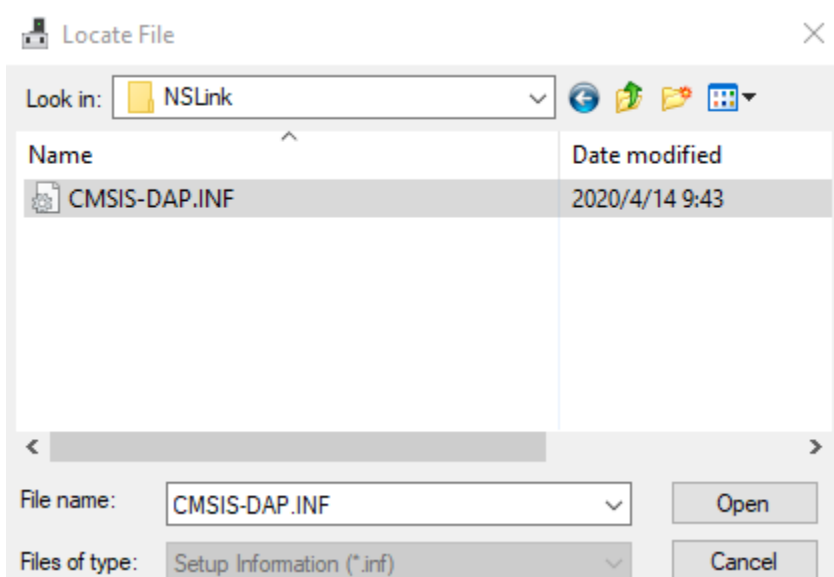 Locate File
Look in: NSLink
Name Date modified
CMSIS-DAP.INF 2020/4/14 9:43
File name: CMSIS-DAP.INF Open
Files of type: Setup Information (*.inf) Cancel